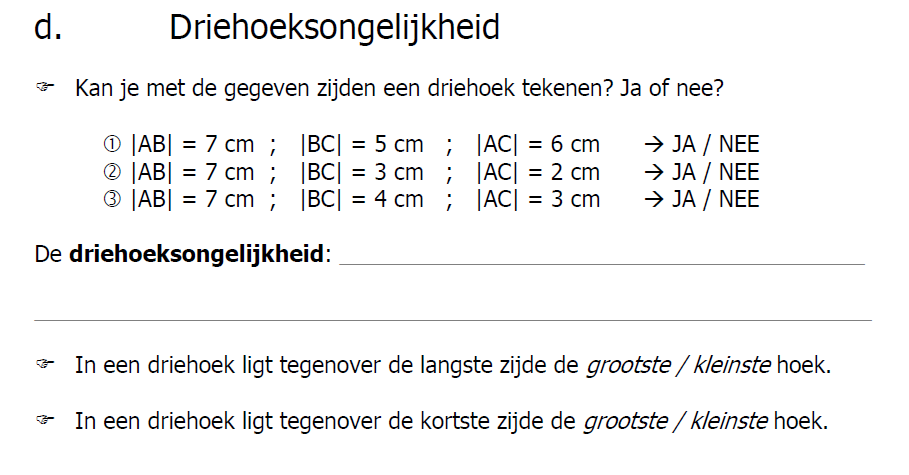 d. Driehoeksongelijkheid
☞ Kan je met de gegeven zijden een driehoek tekenen? Ja of nee?
① |AB| = 7 cm ; |BC| = 5 cm ; |AC| = 6 cm → JA / NEE
② |AB| = 7 cm ; |BC| = 3 cm ; |AC| = 2 cm → JA / NEE
③ |AB| = 7 cm ; |BC| = 4 cm ; |AC| = 3 cm → JA / NEE
De driehoeksongelijkheid:
☞ In een driehoek ligt tegenover de langste zijde de grootste / kleinste hoek.
☞ In een driehoek ligt tegenover de kortste zijde de grootste / kleinste hoek.